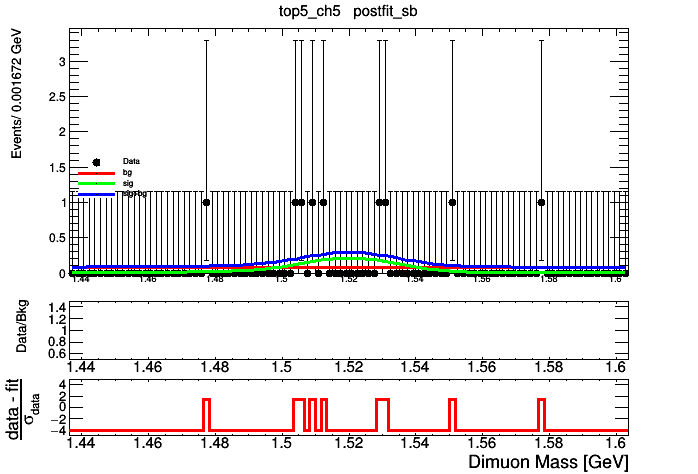 top5_ch5 postfit_sb
Events/ 0.001672 GeV
3
2.5
2
1.5
1
0.5
0
Data
bg
sig
sig+bg
1.44 1.46 1.48 1.5 1.52 1.54 1.56 1.58 1.6
Data/Bkg
1.4
1.2
1
0.8
0.6
1.44 1.46 1.48 1.5 1.52 1.54 1.56 1.58 1.6
data - fit
σdata
4
2
0
−2
−4
1.44 1.46 1.48 1.5 1.52 1.54 1.56 1.58 1.6
Dimuon Mass [GeV]